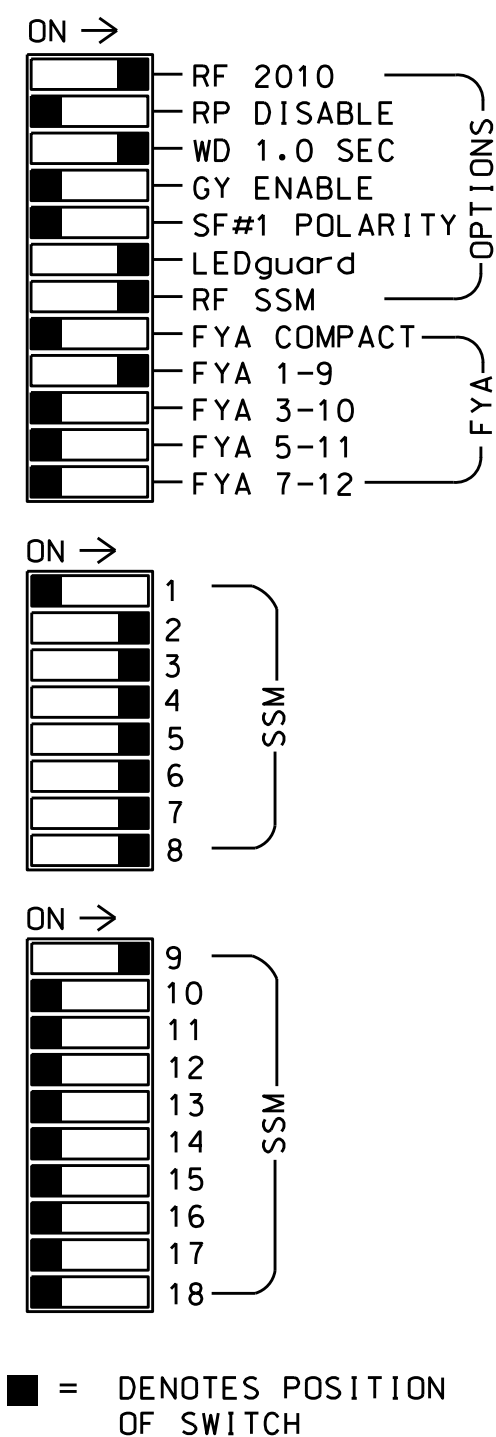 ON →
RF 2010
RP DISABLE
WD 1.0 SEC
GY ENABLE
SF#1 POLARITY
LEDguard
RF SSM
OPTIONS
FYA COMPACT
FYA 1-9
FYA 3-10
FYA 5-11
FYA 7-12
FYA
ON →
1
2
3
4
5
6
7
8
SSM
ON →
9
10
11
12
13
14
15
16
17
18
SSM
= DENOTES POSITION
OF SWITCH